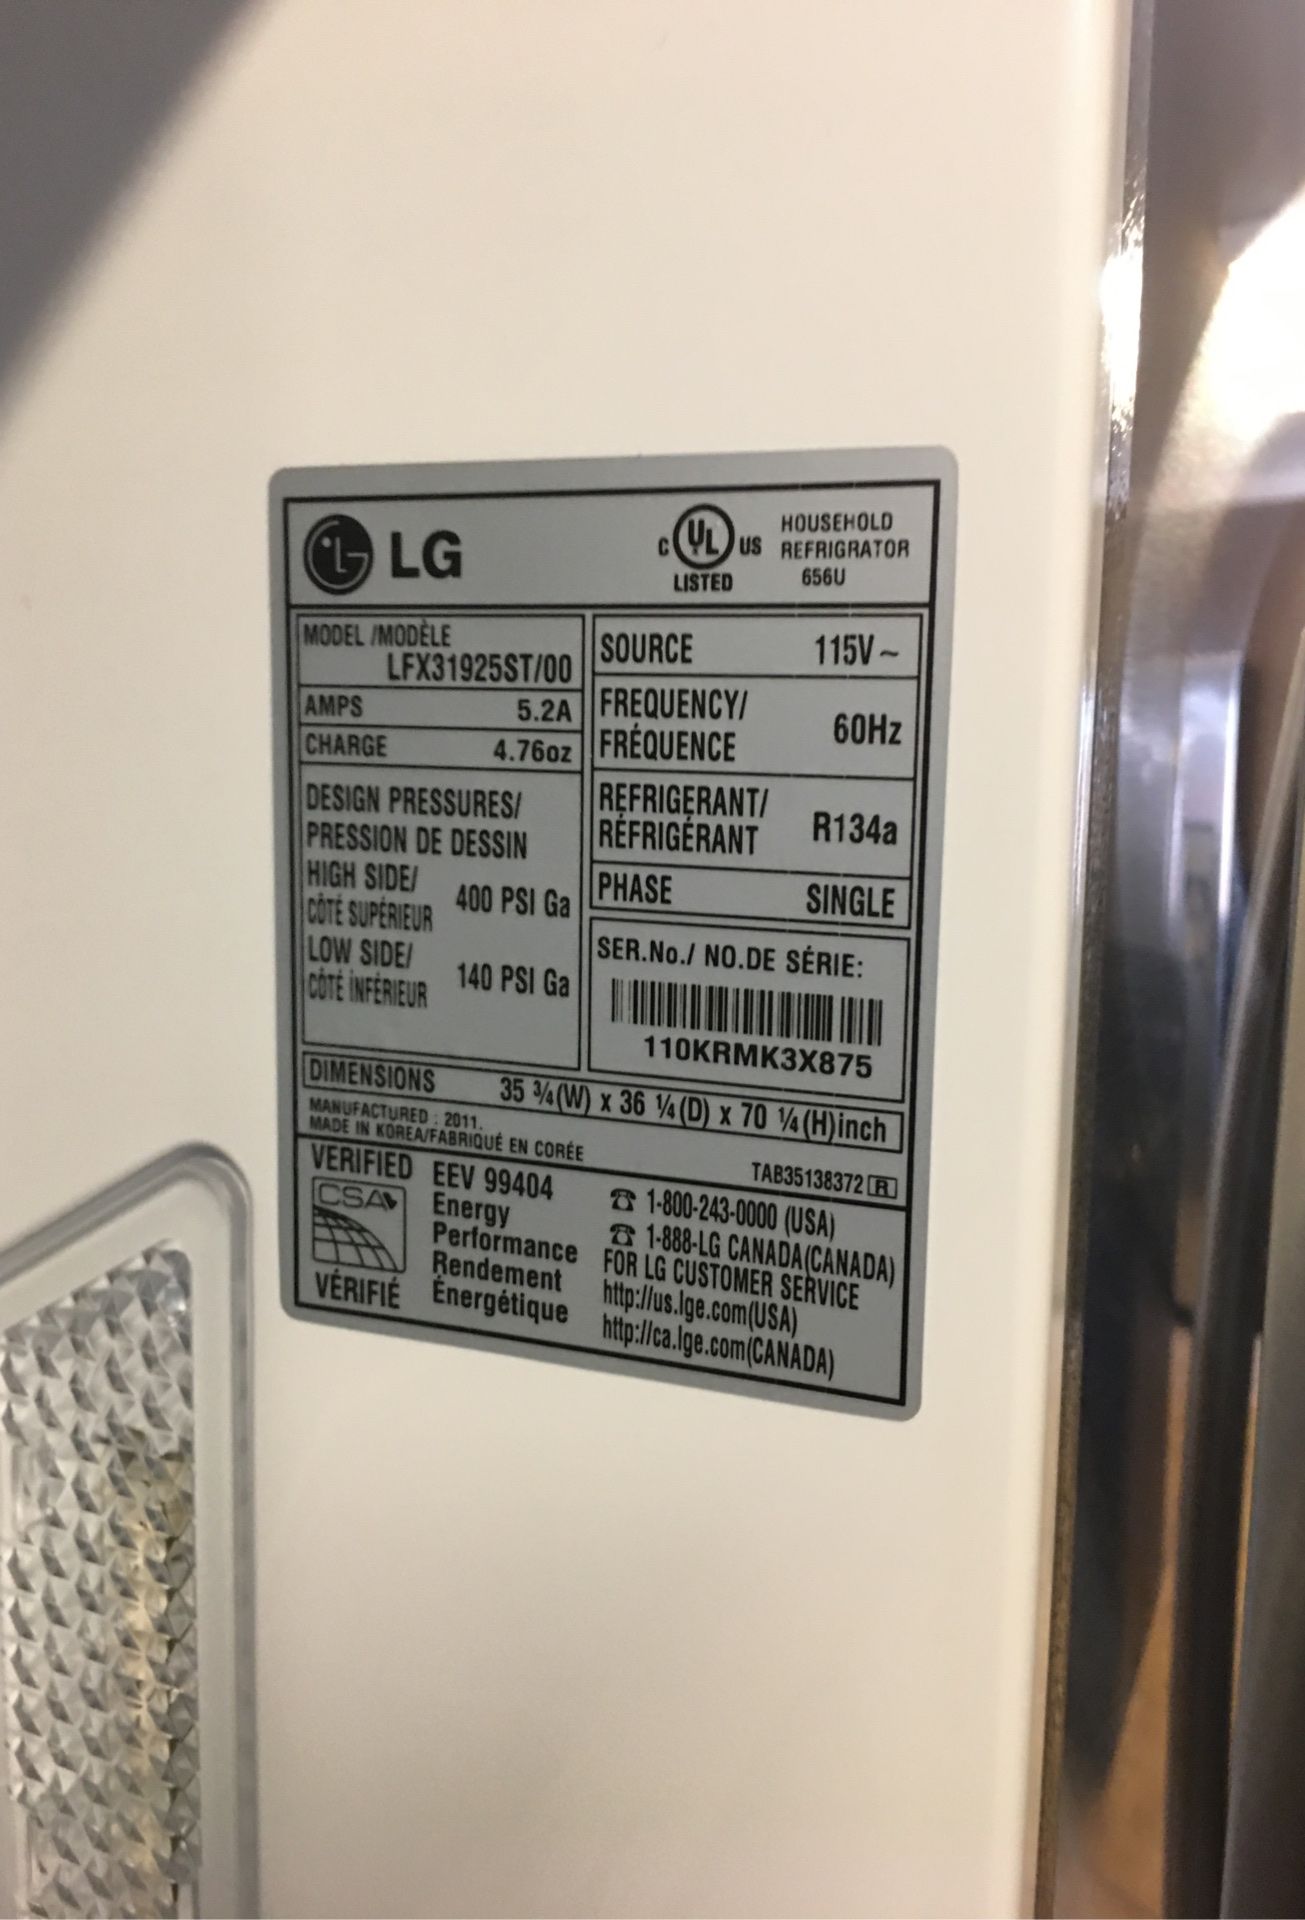 LG
C UL US
LISTED
HOUSEHOLD
REFRIGRATOR
656U
MODEL /MODÈLE
LFX31925ST/00
AMPS 5.2A
CHARGE 4.76oz
DESIGN PRESSURES/
PRESSION DE DESSIN
HIGH SIDE/
CÔTÉ SUPÉRIEUR 400 PSI Ga
LOW SIDE/
CÔTÉ INFÉRIEUR 140 PSI Ga
SOURCE 115V~
FREQUENCY/
FRÉQUENCE 60Hz
REFRIGERANT/
RÉFRIGÉRANT R134a
PHASE SINGLE
SER.No./ NO.DE SÉRIE:
110KRMK3X875
DIMENSIONS 35 ¾(W) x 36 ¼(D) x 70 ¼(H)inch
MANUFACTURED : 2011.
MADE IN KOREA/FABRIQUÉ EN CORÉE
TAB35138372 R
VERIFIED
CSA
VÉRIFIÉ
EEV 99404
Energy
Performance
Rendement
Énergétique
☎ 1-800-243-0000 (USA)
☎ 1-888-LG CANADA(CANADA)
FOR LG CUSTOMER SERVICE
http://us.lge.com(USA)
http://ca.lge.com(CANADA)